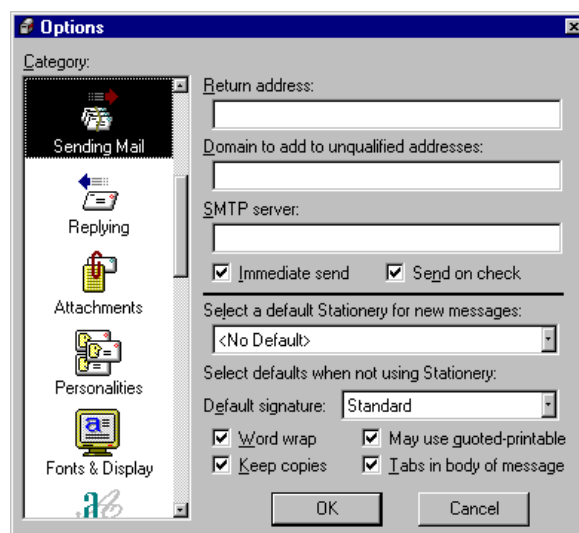 Options
Category:
Sending Mail
Replying
Attachments
Personalities
Fonts & Display
Return address:
Domain to add to unqualified addresses:
SMTP server:
Immediate send Send on check
Select a default Stationery for new messages:
<No Default>
Select defaults when not using Stationery:
Default signature: Standard
Word wrap May use quoted-printable
Keep copies Tabs in body of message
OK Cancel